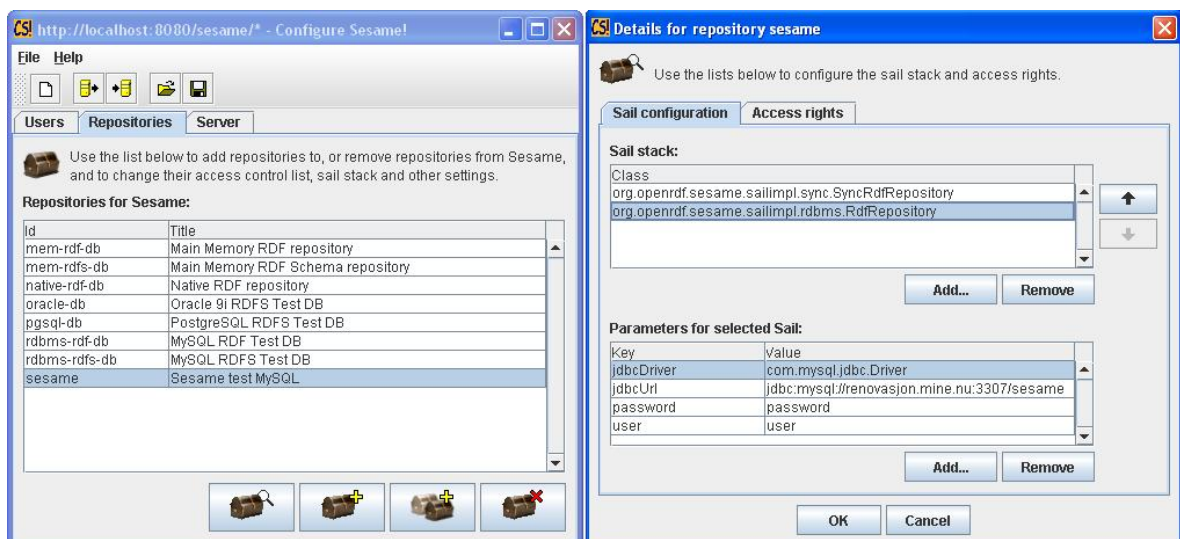 CS! http://localhost:8080/sesame/* - Configure Sesame!
File Help
Users Repositories Server
Use the list below to add repositories to, or remove repositories from Sesame,
and to change their access control list, sail stack and other settings.
Repositories for Sesame:
Id Title
mem-rdf-db Main Memory RDF repository
mem-rdfs-db Main Memory RDF Schema repository
native-rdf-db Native RDF repository
oracle-db Oracle 9i RDFS Test DB
pgsql-db PostgreSQL RDFS Test DB
rdbms-rdf-db MySQL RDF Test DB
rdbms-rdfs-db MySQL RDFS Test DB
sesame Sesame test MySQL
CS! Details for repository sesame
Use the lists below to configure the sail stack and access rights.
Sail configuration Access rights
Sail stack:
Class
org.openrdf.sesame.sailimpl.sync.SyncRdfRepository
org.openrdf.sesame.sailimpl.rdbms.RdfRepository
Add... Remove
Parameters for selected Sail:
Key Value
jdbcDriver com.mysql.jdbc.Driver
jdbcUrl jdbc:mysql://renovasjon.mine.nu:3307/sesame
password password
user user
Add... Remove
OK Cancel